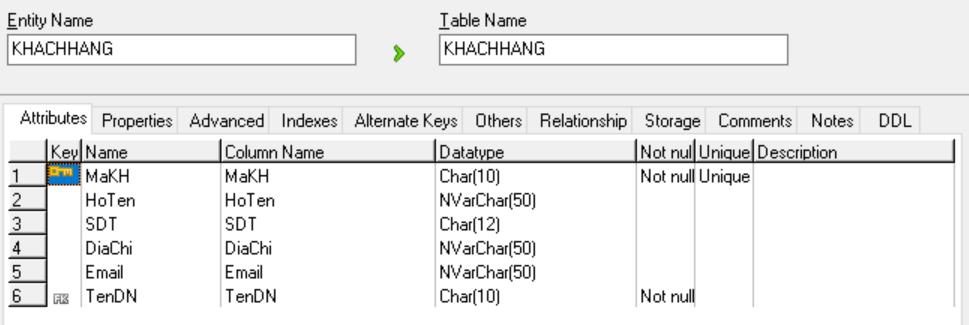 Entity Name Table Name
KHACHHANG KHACHHANG
Attributes Properties Advanced Indexes Alternate Keys Others Relationship Storage Comments Notes DDL
Key Name Column Name Datatype Not nul Unique Description
1 MaKH MaKH Char(10) Not null Unique
2 HoTen HoTen NVarChar(50)
3 SDT SDT Char(12)
4 DiaChi DiaChi NVarChar(50)
5 Email Email NVarChar(50)
6 FK TenDN TenDN Char(10) Not null